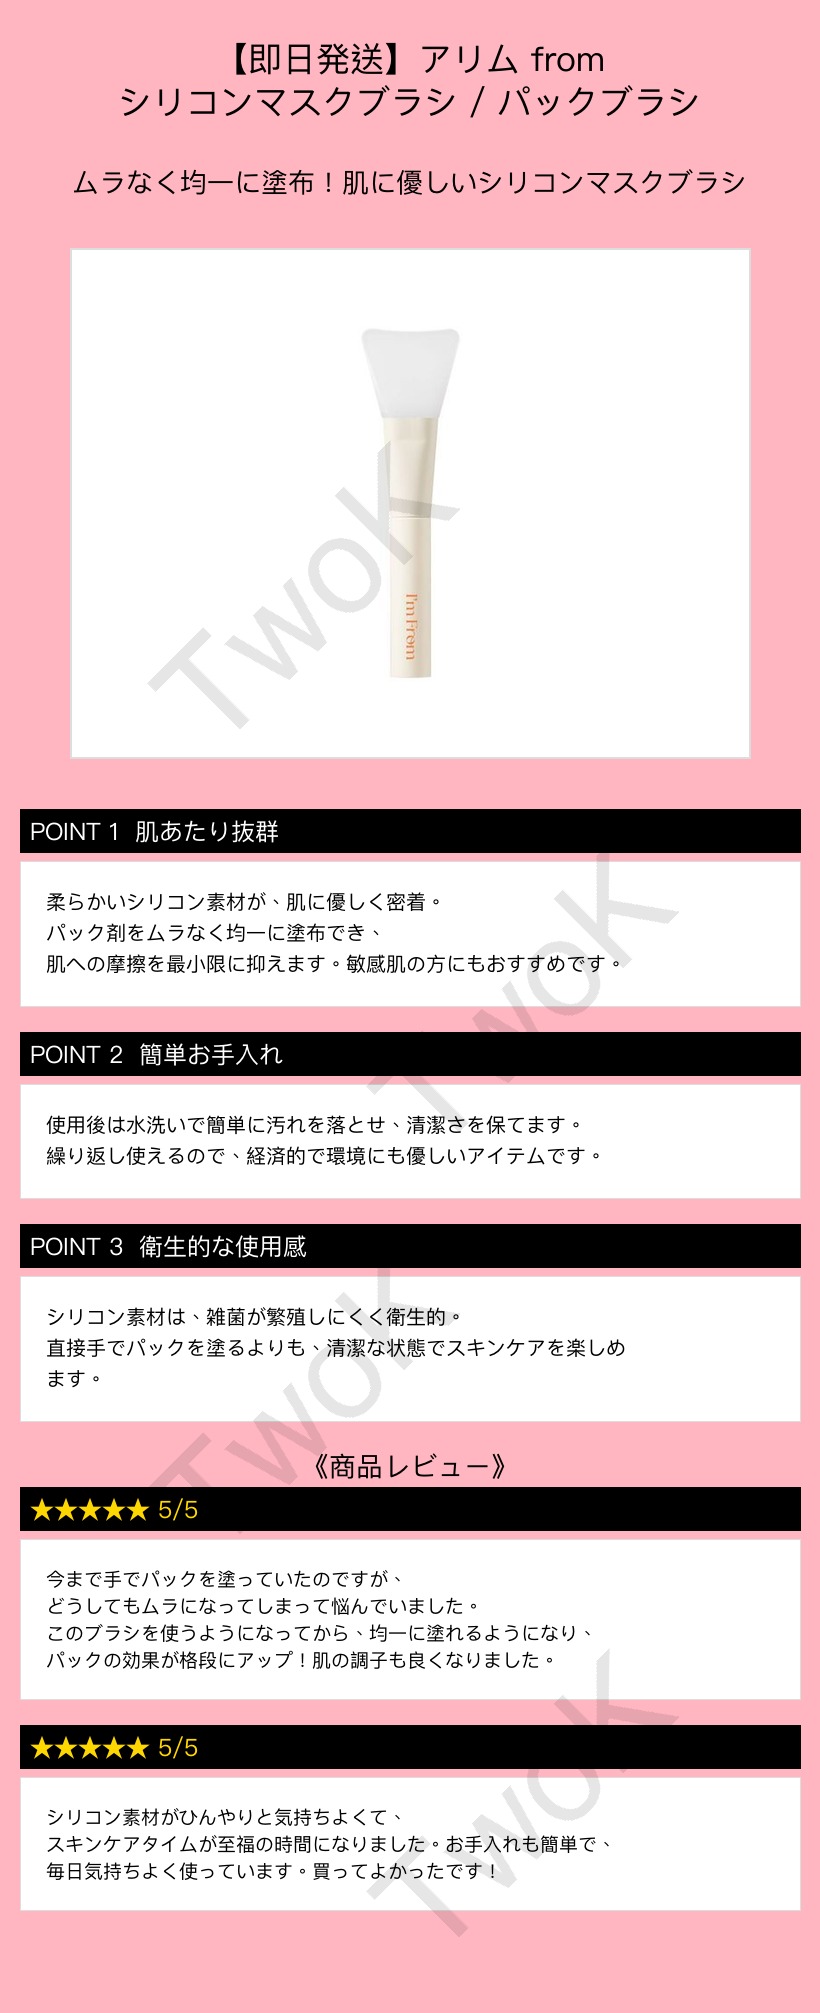 【即日発送】アリム from
シリコンマスクブラシ / パックブラシ
ムラなく均一に塗布！肌に優しいシリコンマスクブラシ
I'm From
TwoK
POINT 1 肌あたり抜群
柔らかいシリコン素材が、肌に優しく密着。
パック剤をムラなく均一に塗布でき、
肌への摩擦を最小限に抑えます。敏感肌の方にもおすすめです。
TwoK
POINT 2 簡単お手入れ
使用後は水洗いで簡単に汚れを落とせ、清潔さを保てます。
繰り返し使えるので、経済的で環境にも優しいアイテムです。
POINT 3 衛生的な使用感
シリコン素材は、雑菌が繁殖しにくく衛生的。
直接手でパックを塗るよりも、清潔な状態でスキンケアを楽しめ
ます。
TwoK
《商品レビュー》
★★★★★ 5/5
今まで手でパックを塗っていたのですが、
どうしてもムラになってしまって悩んでいました。
このブラシを使うようになってから、均一に塗れるようになり、
パックの効果が格段にアップ！肌の調子も良くなりました。
★★★★★ 5/5
シリコン素材がひんやりと気持ちよくて、
スキンケアタイムが至福の時間になりました。お手入れも簡単で、
毎日気持ちよく使っています。買ってよかったです！
TwoK